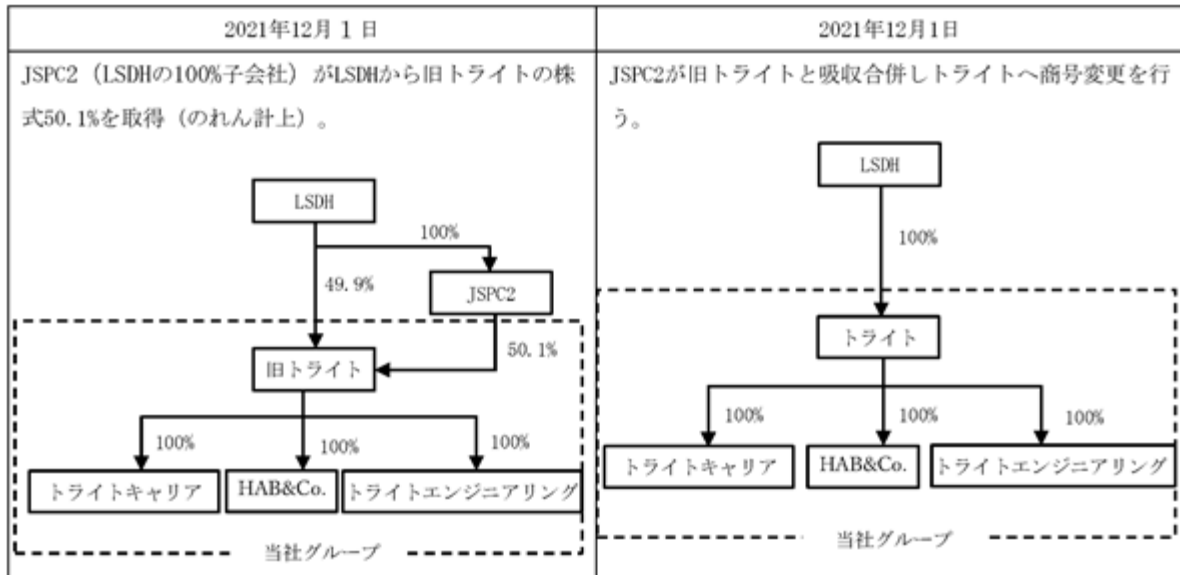 2021年12月１日
JSPC2（LSDHの100%子会社）がLSDHから旧トライトの株
式50.1%を取得（のれん計上）。
LSDH
100%
49.9%
JSPC2
50.1%
旧トライト
100%
100%
100%
トライトキャリア
HAB&Co.
トライトエンジニアリング
当社グループ
2021年12月1日
JSPC2が旧トライトと吸収合併しトライトへ商号変更を行
う。
LSDH
100%
トライト
100%
100%
100%
トライトキャリア
HAB&Co.
トライトエンジニアリング
当社グループ